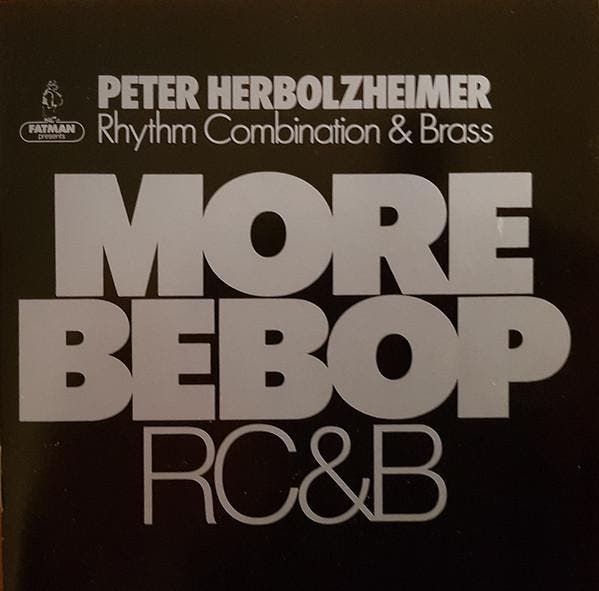 PETER HERBOLZHEIMER
FATMAN
presents
Rhythm Combination & Brass
MORE
BEBOP
RC&B